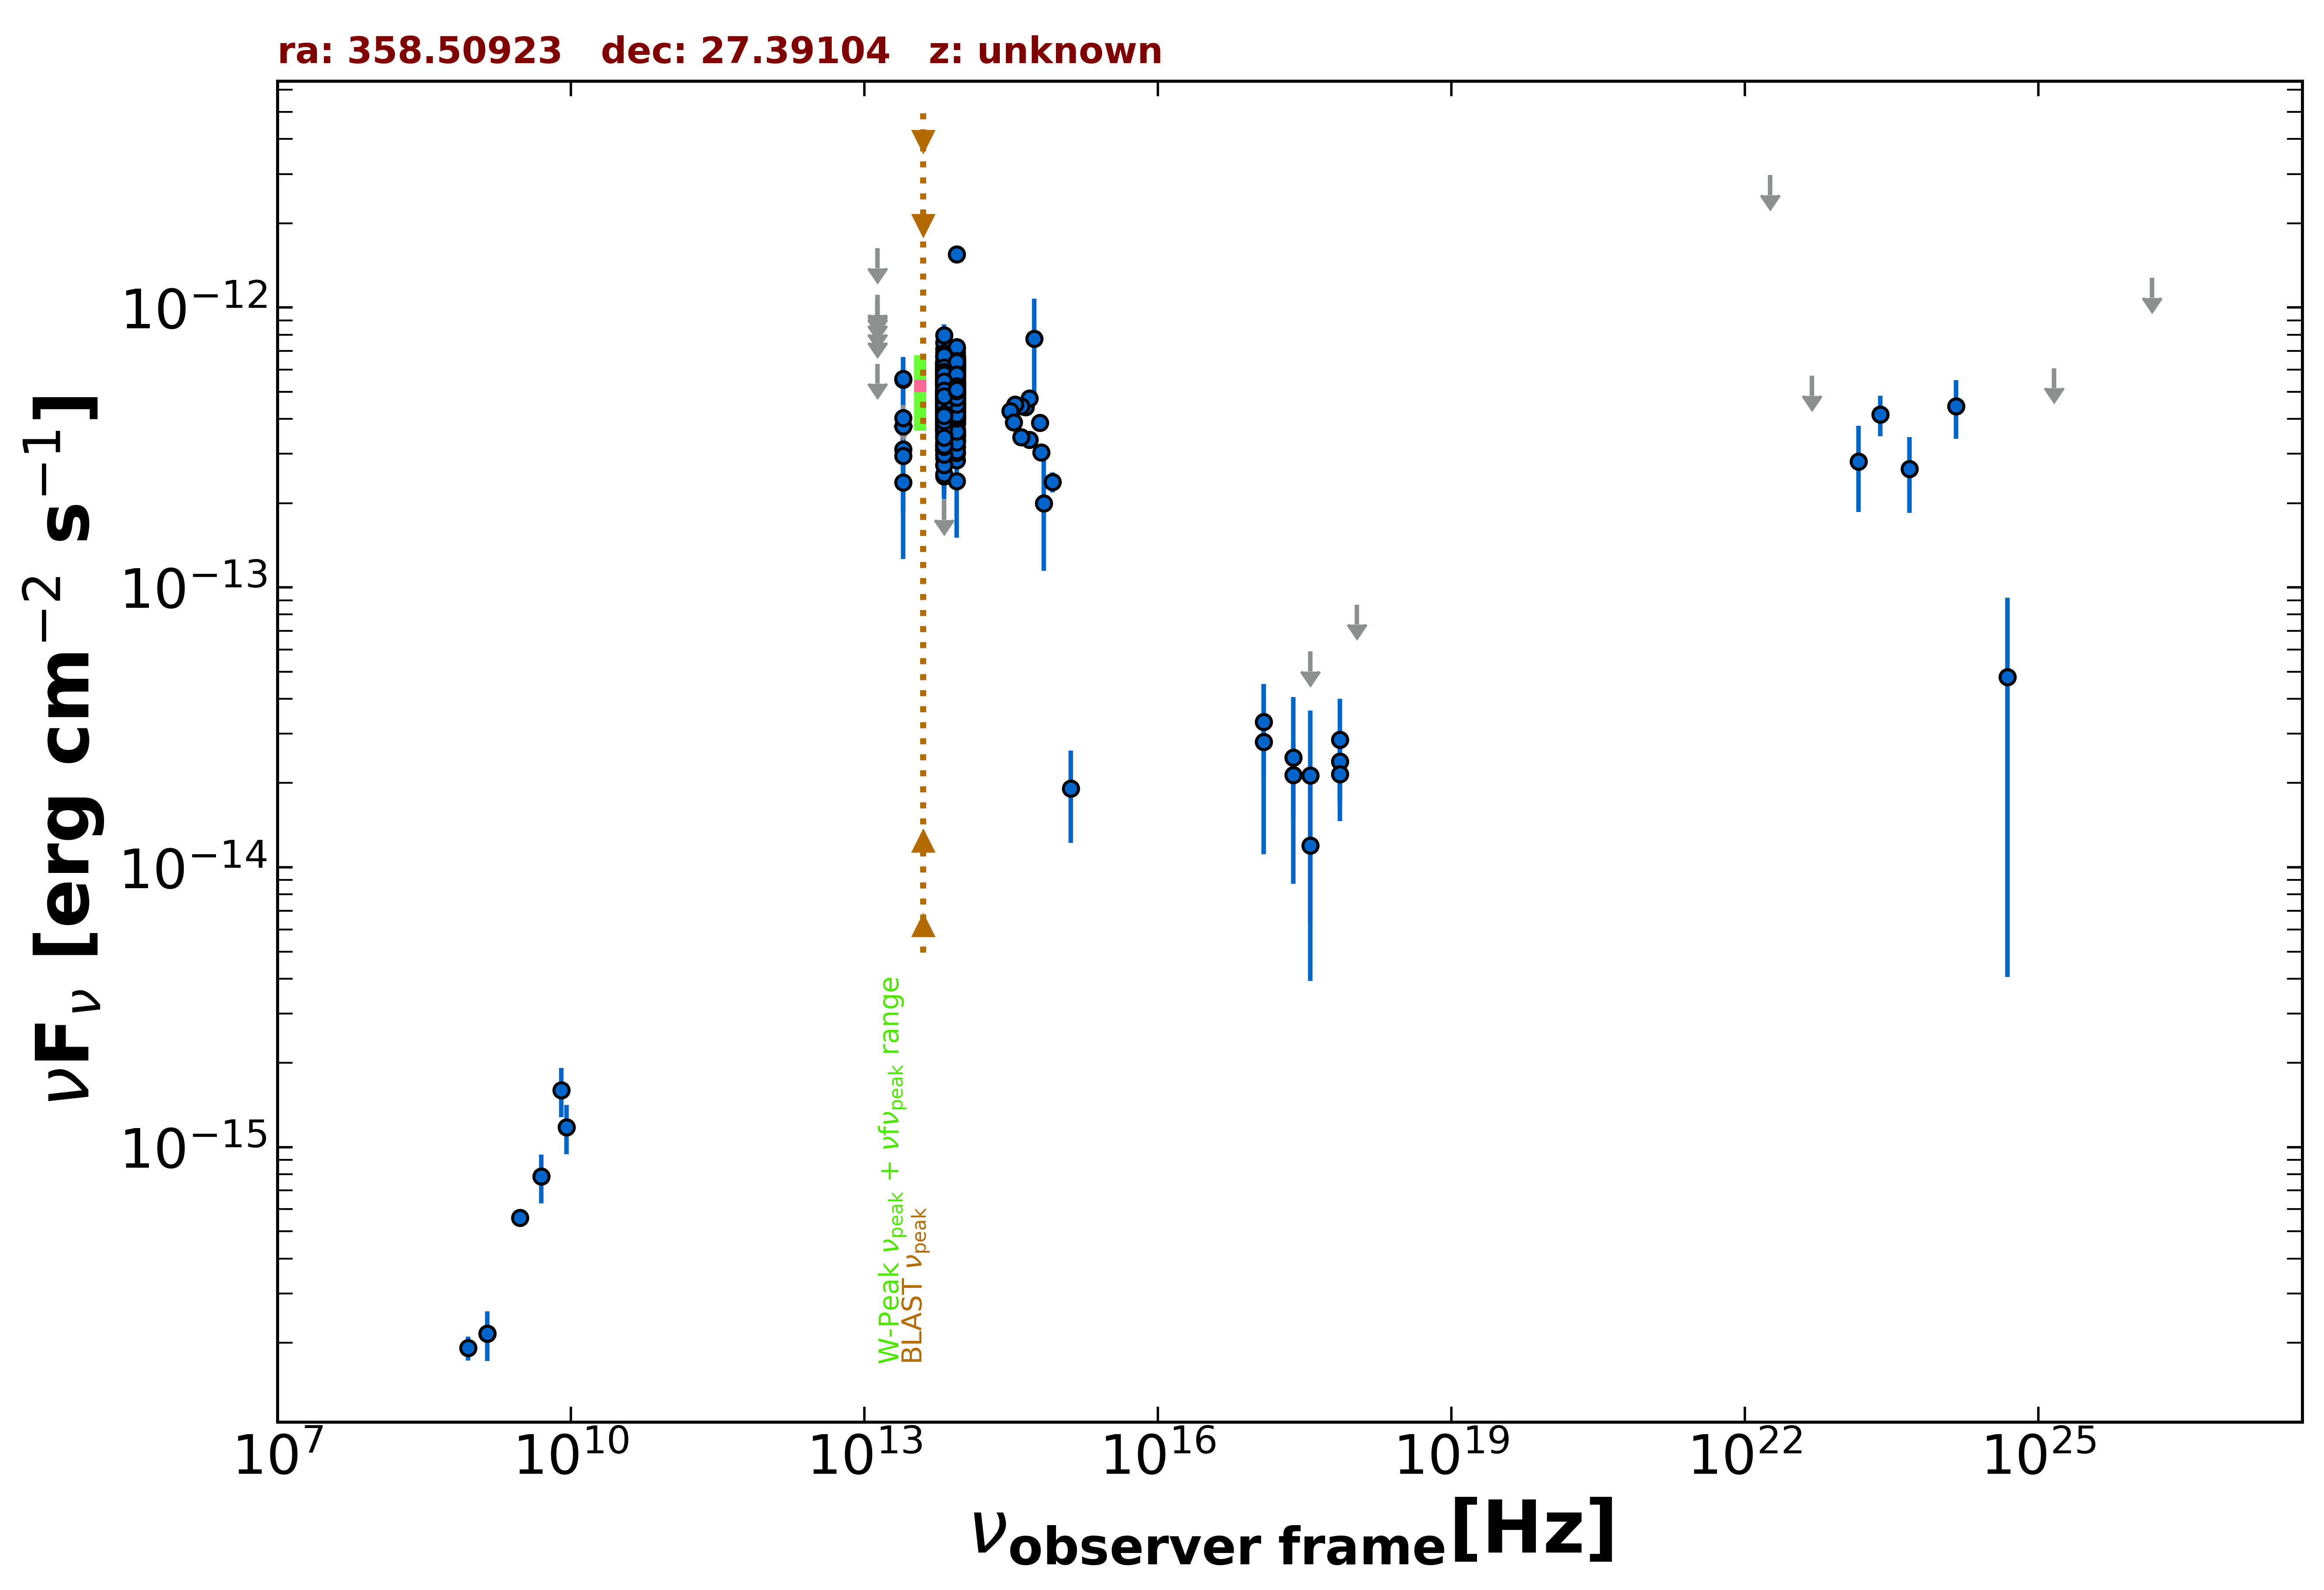 ra: 358.50923   dec: 27.39104   z: unknown
10⁻¹²
10⁻¹³
10⁻¹⁴
10⁻¹⁵
νFν [erg cm⁻² s⁻¹]
W-Peak νpeak + νfνpeak range
BLAST νpeak
10⁷ 10¹⁰ 10¹³ 10¹⁶ 10¹⁹ 10²² 10²⁵
νobserver frame[Hz]